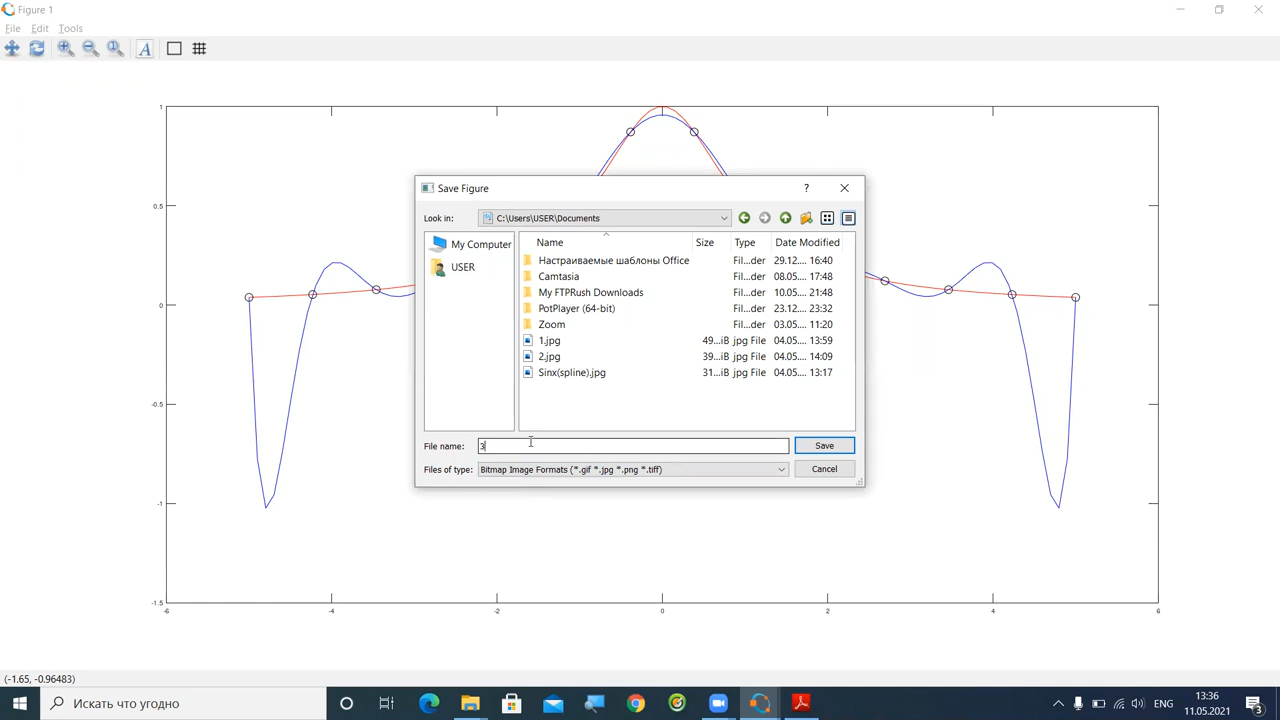 Figure 1
File Edit Tools
A
1
0.5
0
-0.5
-1
-1.5
-6 -4 -2 0 2 4 6
Save Figure
?
Look in: C:\Users\USER\Documents
My Computer
USER
Name Size Type Date Modified
Настраиваемые шаблоны Office Fil...der 29.12.... 16:40
Camtasia Fil...der 08.05.... 17:48
My FTPRush Downloads Fil...der 10.05.... 21:48
PotPlayer (64-bit) Fil...der 23.12.... 23:32
Zoom Fil...der 03.05.... 11:20
1.jpg 49...iB jpg File 04.05.... 13:59
2.jpg 39...iB jpg File 04.05.... 14:09
Sinx(spline).jpg 31...iB jpg File 04.05.... 13:17
File name: 3 Save
Files of type: Bitmap Image Formats (*.gif *.jpg *.png *.tiff) Cancel
(-1.65, -0.96483)
Искать что угодно
ENG
13:36
11.05.2021
3